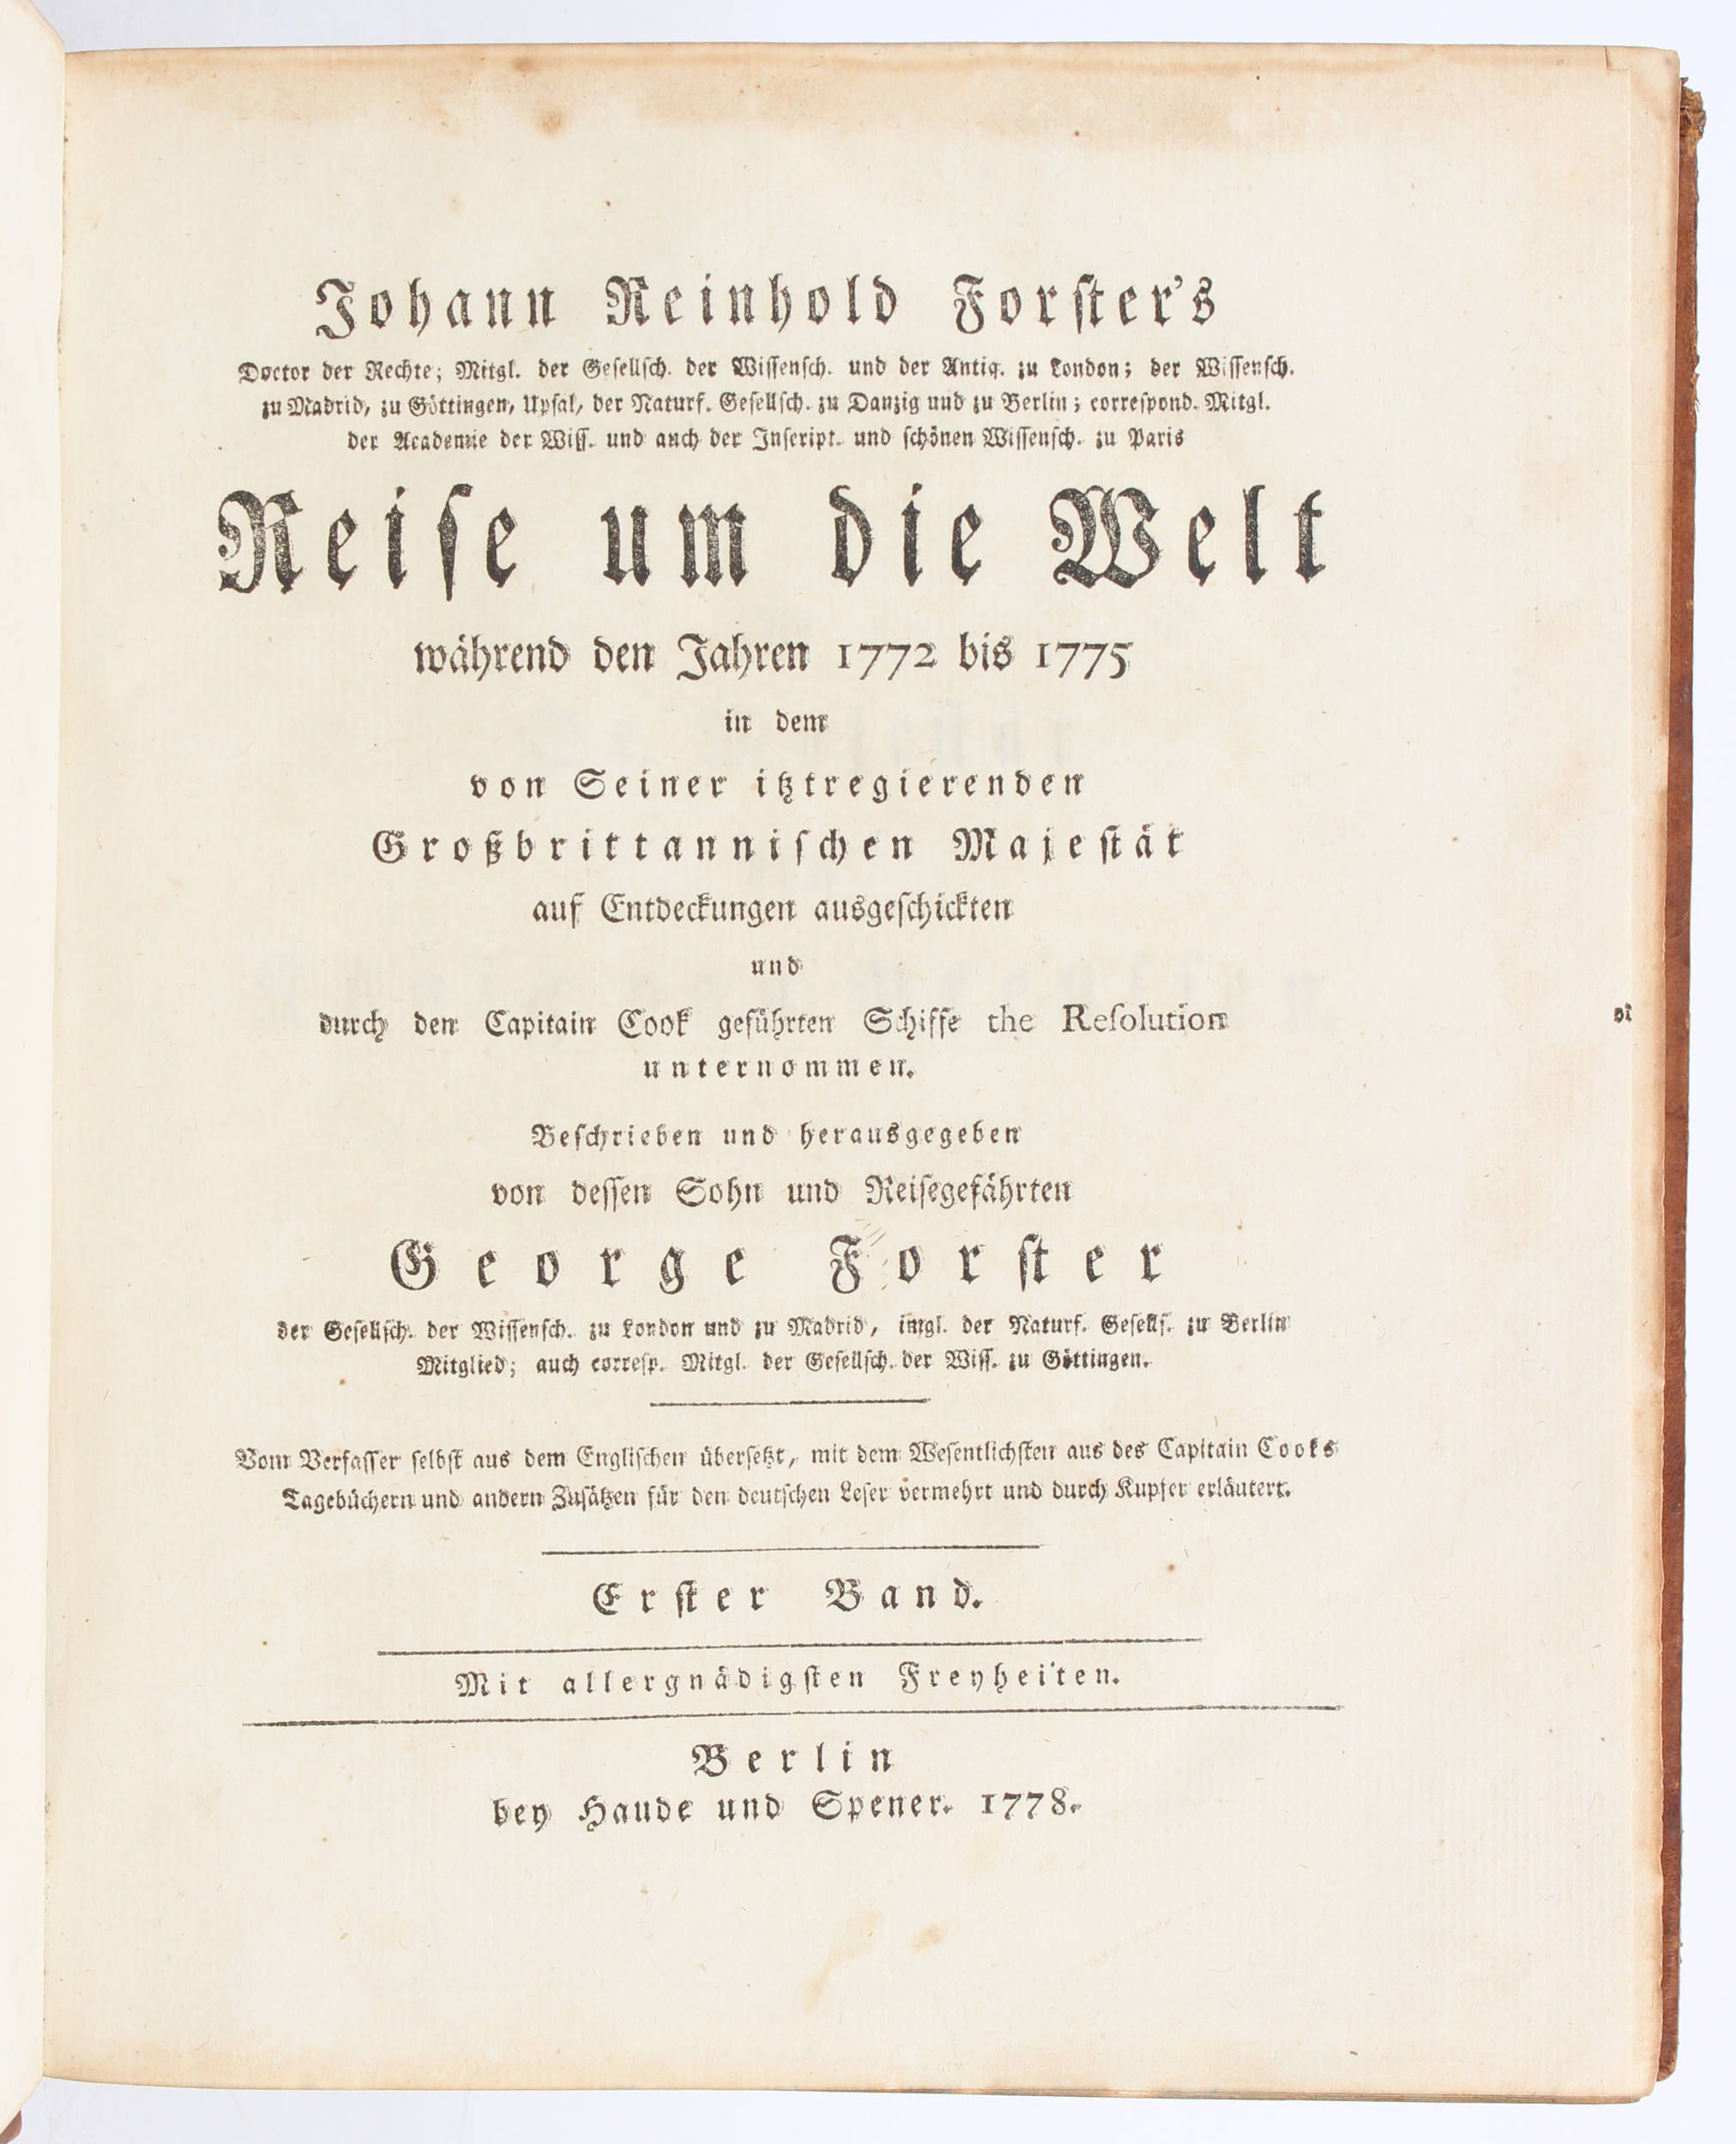 Johann Reinhold Forſter's
Doctor der Rechte; Mitgl. der Geſellſch. der Wiſſenſch. und der Antiq. zu London; der Wiſſenſch.
zu Madrid, zu Göttingen, Upſal, der Naturf. Geſellſch. zu Danzig und zu Berlin; correſpond. Mitgl.
der Academie der Wiſſ. und auch der Inſcript. und ſchönen Wiſſenſch. zu Paris
Reiſe um die Welt
während den Jahren 1772 bis 1775
in dem
von Seiner itztregierenden
Großbrittanniſchen Majeſtät
auf Entdeckungen ausgeſchickten
und
durch den Capitain Cook geführten Schiffe the Reſolution
unternommen.
Beſchrieben und herausgegeben
von deſſen Sohn und Reiſegefährten
George Forſter
der Geſellſch. der Wiſſenſch. zu London und zu Madrid, imgl. der Naturf. Geſellſ. zu Berlin
Mitglied; auch correſp. Mitgl. der Geſellſch. der Wiſſ. zu Göttingen.
Vom Verfaſſer ſelbſt aus dem Engliſchen überſetzt, mit dem Weſentlichſten aus des Capitain Cooks
Tagebüchern und andern Zuſätzen für den deutſchen Leſer vermehrt und durch Kupfer erläutert.
Erſter Band.
Mit allergnädigſten Freyheiten.
Berlin
bey Haude und Spener. 1778.